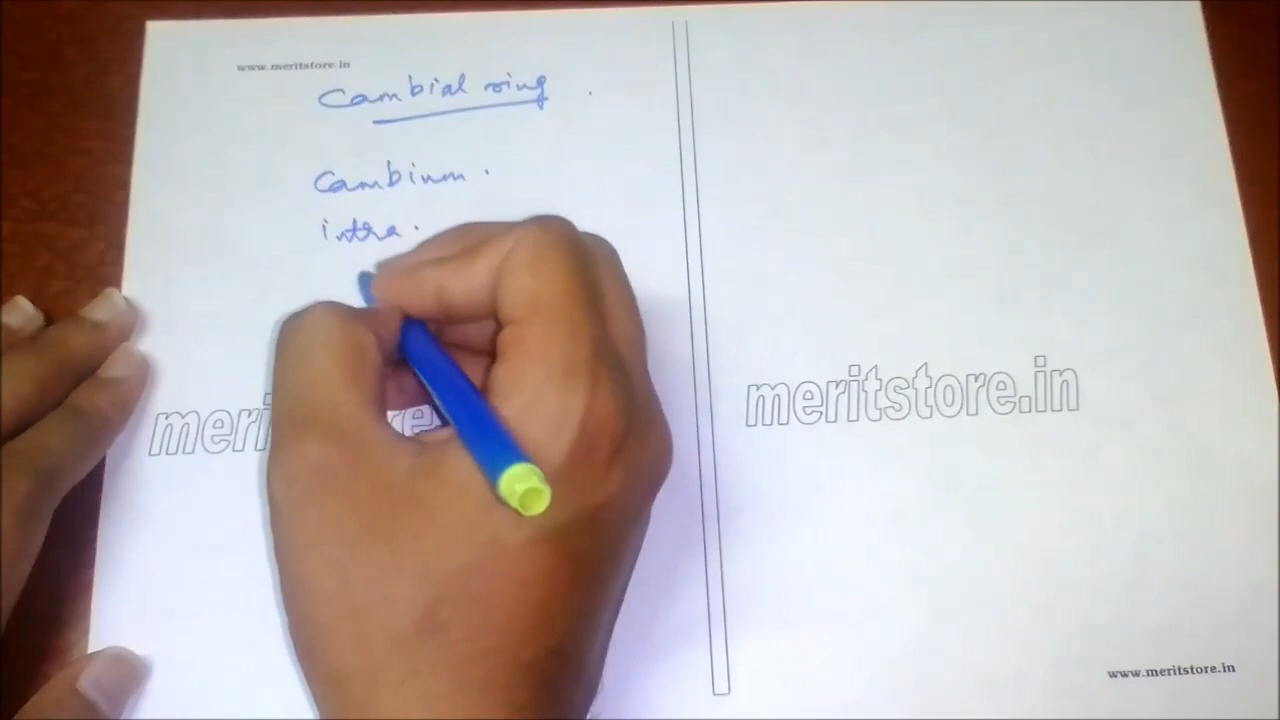 www.meritstore.in
Cambial ring .
Cambium .
intra .
meritstore.in
www.meritstore.in